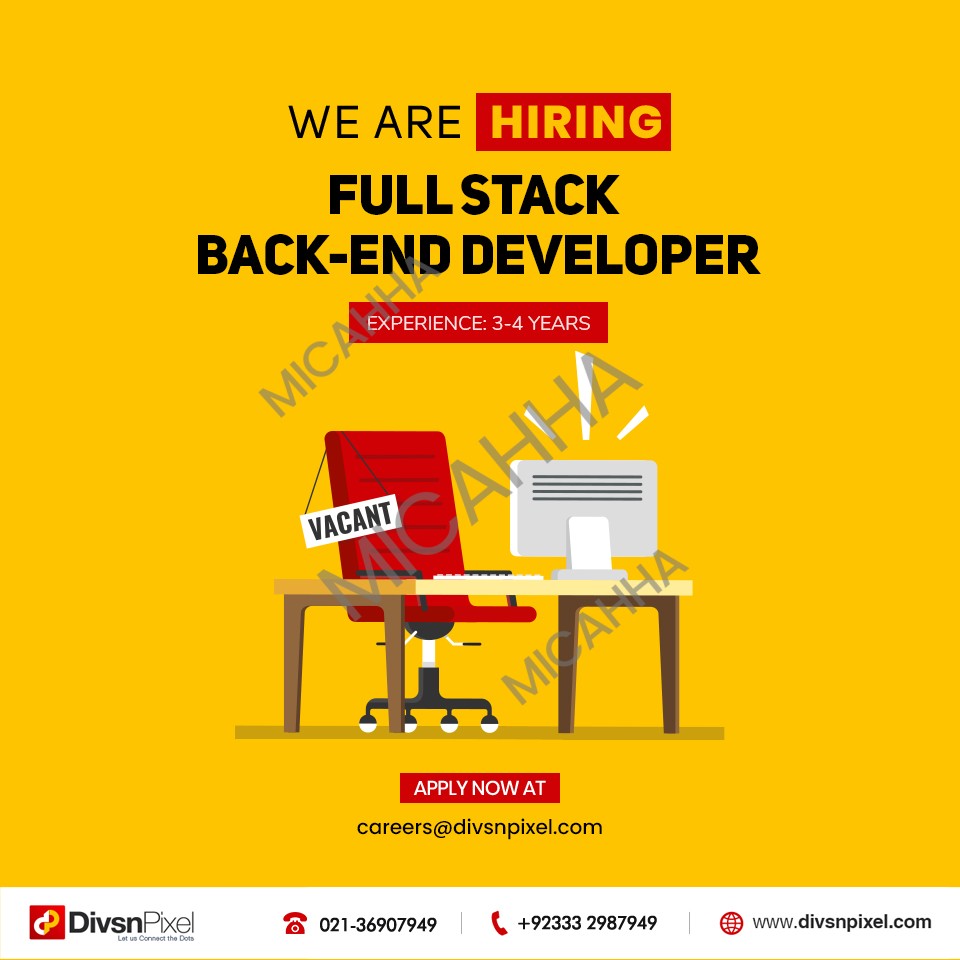 WE ARE HIRING
FULL STACK
BACK-END DEVELOPER
EXPERIENCE: 3-4 YEARS
MICAHHA
MICAHHA
VACANT
MICAHHA
APPLY NOW AT
careers@divsnpixel.com
DivsnPixel
Let us Connect the Dots
021-36907949
+92333 2987949
www.divsnpixel.com